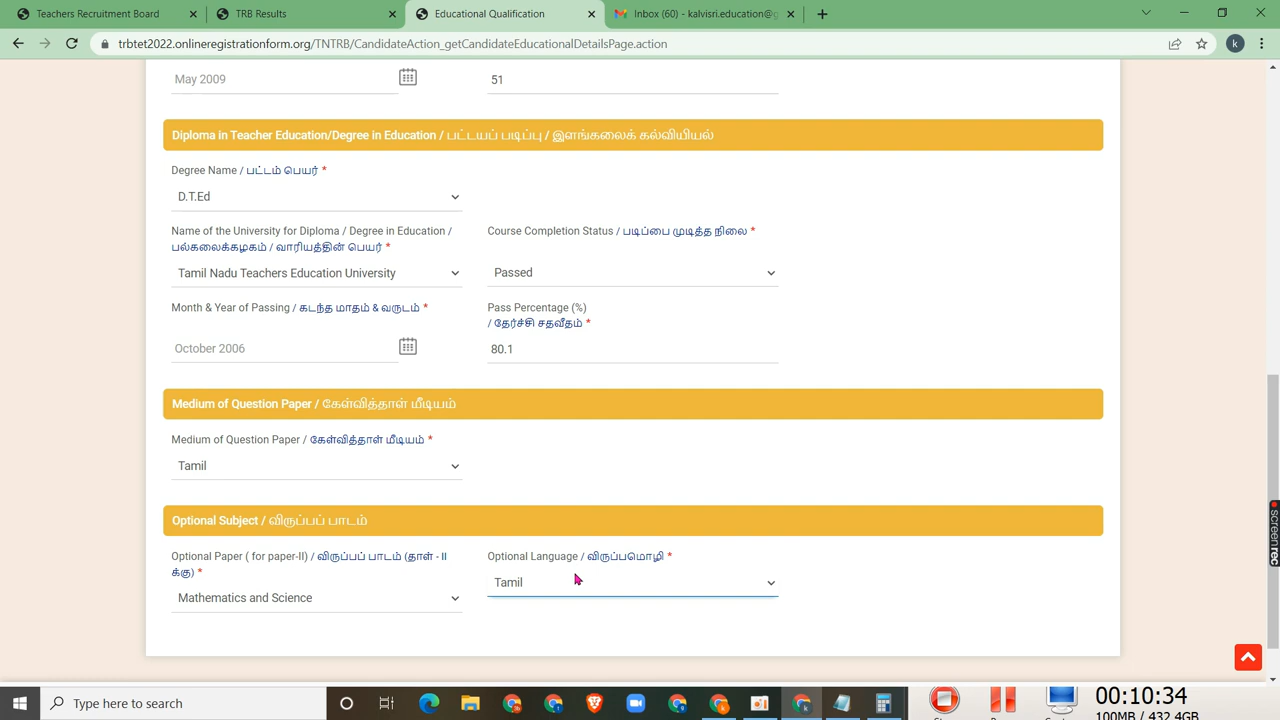 Teachers Recruitment Board
TRB Results
Educational Qualification
Inbox (60) - kalvisri.education@g
trbtet2022.onlineregistrationform.org/TNTRB/CandidateAction_getCandidateEducationalDetailsPage.action
k
May 2009
51
Diploma in Teacher Education/Degree in Education / பட்டயப் படிப்பு / இளங்கலைக் கல்வியியல்
Degree Name / பட்டம் பெயர் *
D.T.Ed
Name of the University for Diploma / Degree in Education /
பல்கலைக்கழகம் / வாரியத்தின் பெயர் *
Course Completion Status / படிப்பை முடித்த நிலை *
Tamil Nadu Teachers Education University
Passed
Month & Year of Passing / கடந்த மாதம் & வருடம் *
Pass Percentage (%)
/ தேர்ச்சி சதவீதம் *
October 2006
80.1
Medium of Question Paper / கேள்வித்தாள் மீடியம்
Medium of Question Paper / கேள்வித்தாள் மீடியம் *
Tamil
Optional Subject / விருப்பப் பாடம்
Optional Paper ( for paper-II) / விருப்பப் பாடம் (தாள் - II
க்கு) *
Optional Language / விருப்பமொழி *
Mathematics and Science
Tamil
screenrec
Type here to search
00:10:34
100MB / 432.4GB